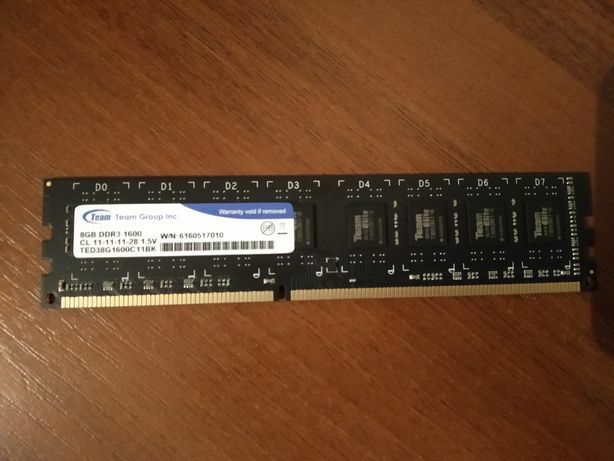 D0 D1 D2 D3 D4 D5 D6 D7
Team Team Group Inc.
Warranty void if removed
8GB DDR3 1600 W/N: 6160517010
CL 11-11-11-28 1.5V
TED38G1600C11BK